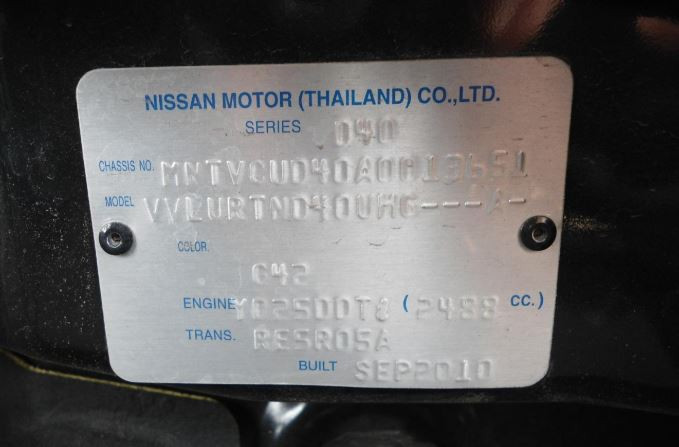 NISSAN MOTOR (THAILAND) CO.,LTD.
SERIES D40
CHASSIS NO. MNTVCUD40A0013651
MODEL VVLURTND40UHG---A-
COLOR.
C42
ENGINE YD25DDTi (2488 CC.)
TRANS. RE5R05A
BUILT SEP2010